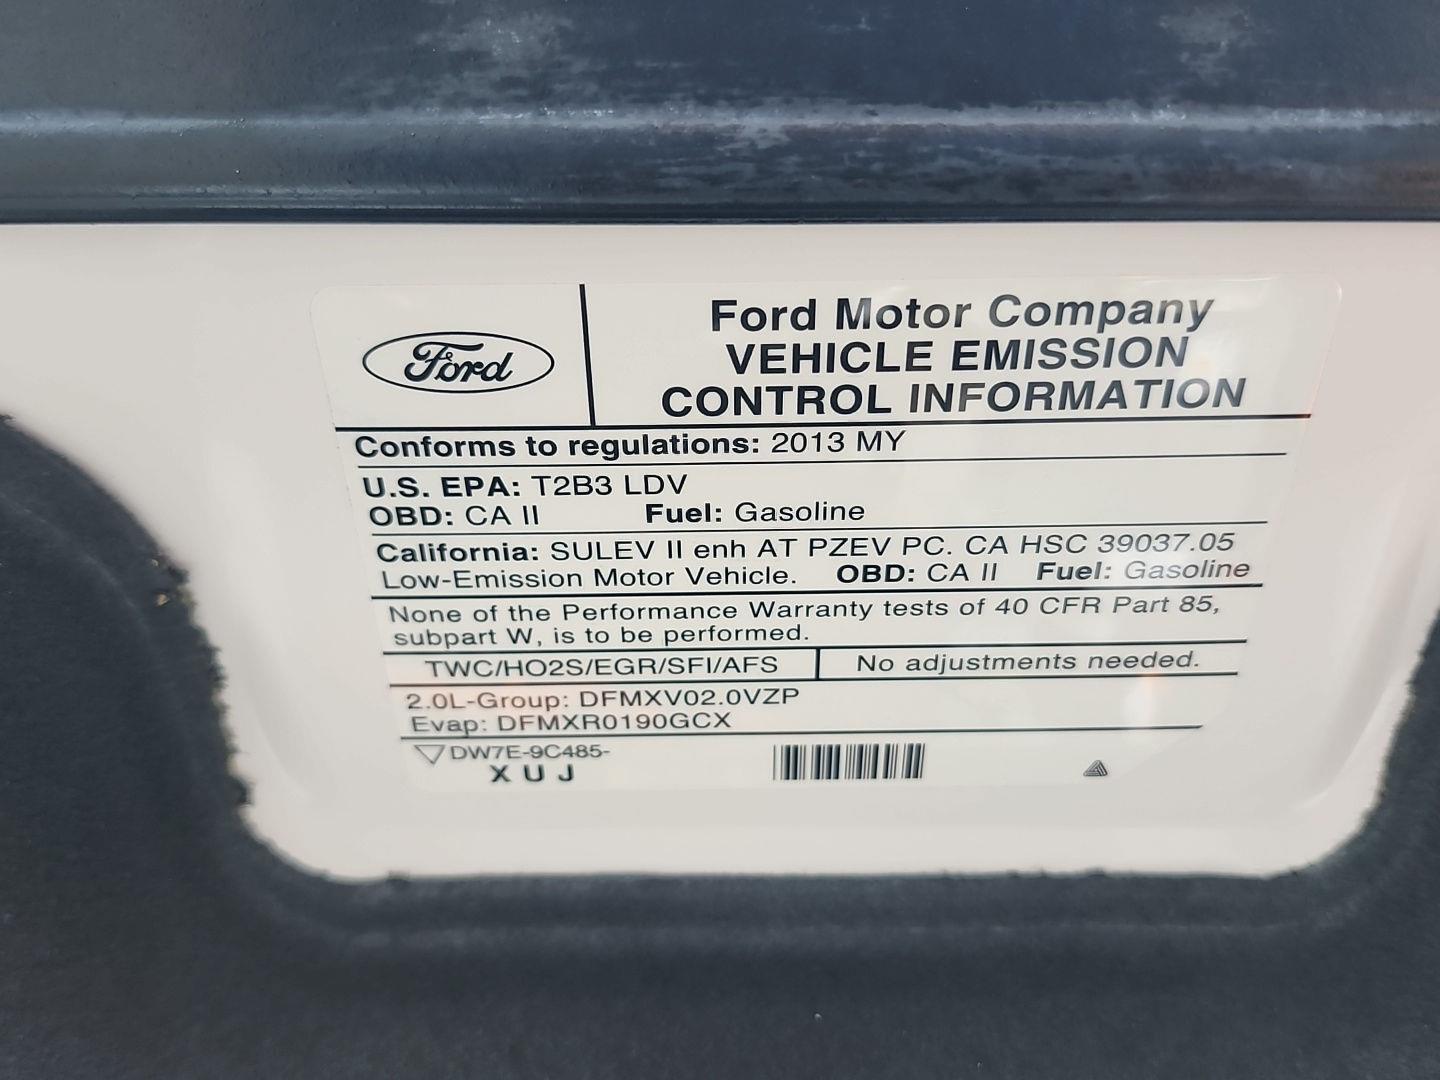 Ford
Ford Motor Company
VEHICLE EMISSION
CONTROL INFORMATION
Conforms to regulations: 2013 MY
U.S. EPA: T2B3 LDV
OBD: CA II Fuel: Gasoline
California: SULEV II enh AT PZEV PC. CA HSC 39037.05
Low-Emission Motor Vehicle. OBD: CA II Fuel: Gasoline
None of the Performance Warranty tests of 40 CFR Part 85,
subpart W, is to be performed.
TWC/HO2S/EGR/SFI/AFS No adjustments needed.
2.0L-Group: DFMXV02.0VZP
Evap: DFMXR0190GCX
DW7E-9C485-
X U J